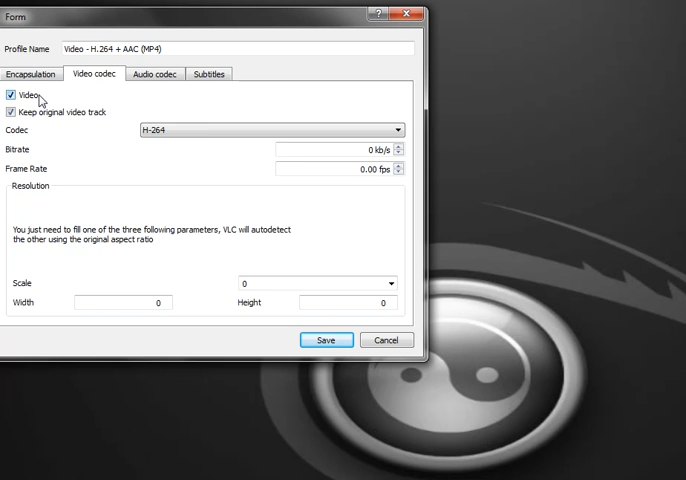 Form
?
Profile Name Video - H.264 + AAC (MP4)
Encapsulation Video codec Audio codec Subtitles
Video
Keep original video track
Codec H-264
Bitrate 0 kb/s
Frame Rate 0.00 fps
Resolution
You just need to fill one of the three following parameters, VLC will autodetect
the other using the original aspect ratio
Scale 0
Width 0 Height 0
Save Cancel